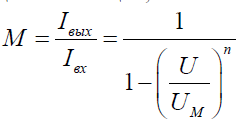 M = I_вых / I_вх = 1 / (1 − (U / U_M)^n)